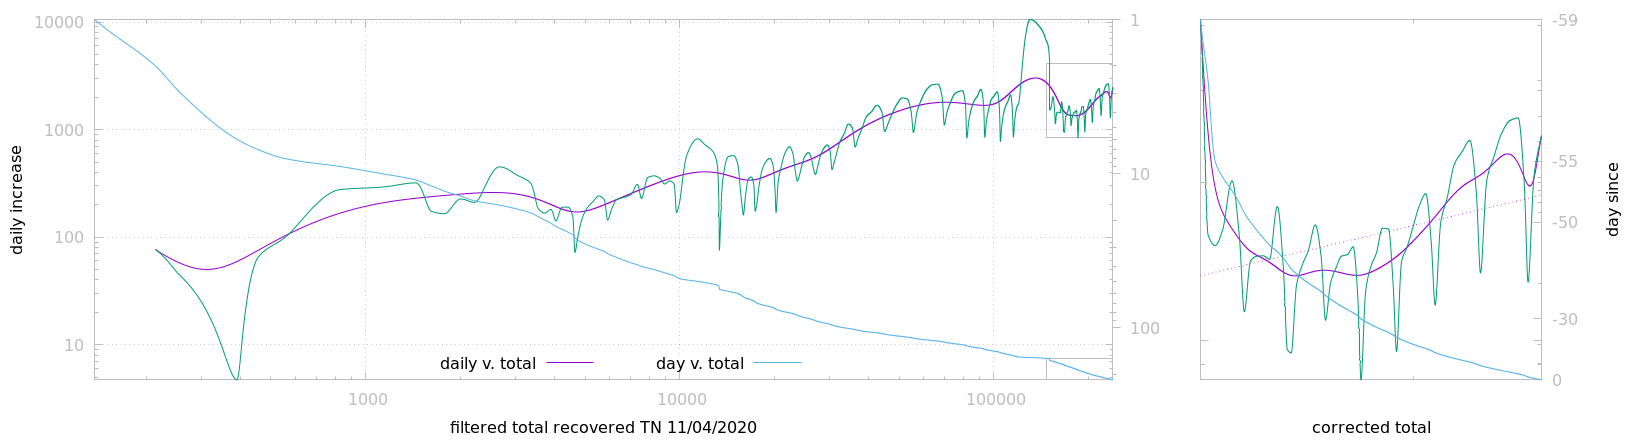 10000
1000
100
10
daily increase
1
10
100
daily v. total
day v. total
1000
10000
100000
filtered total recovered TN 11/04/2020
-59
-55
-50
-30
0
day since
corrected total